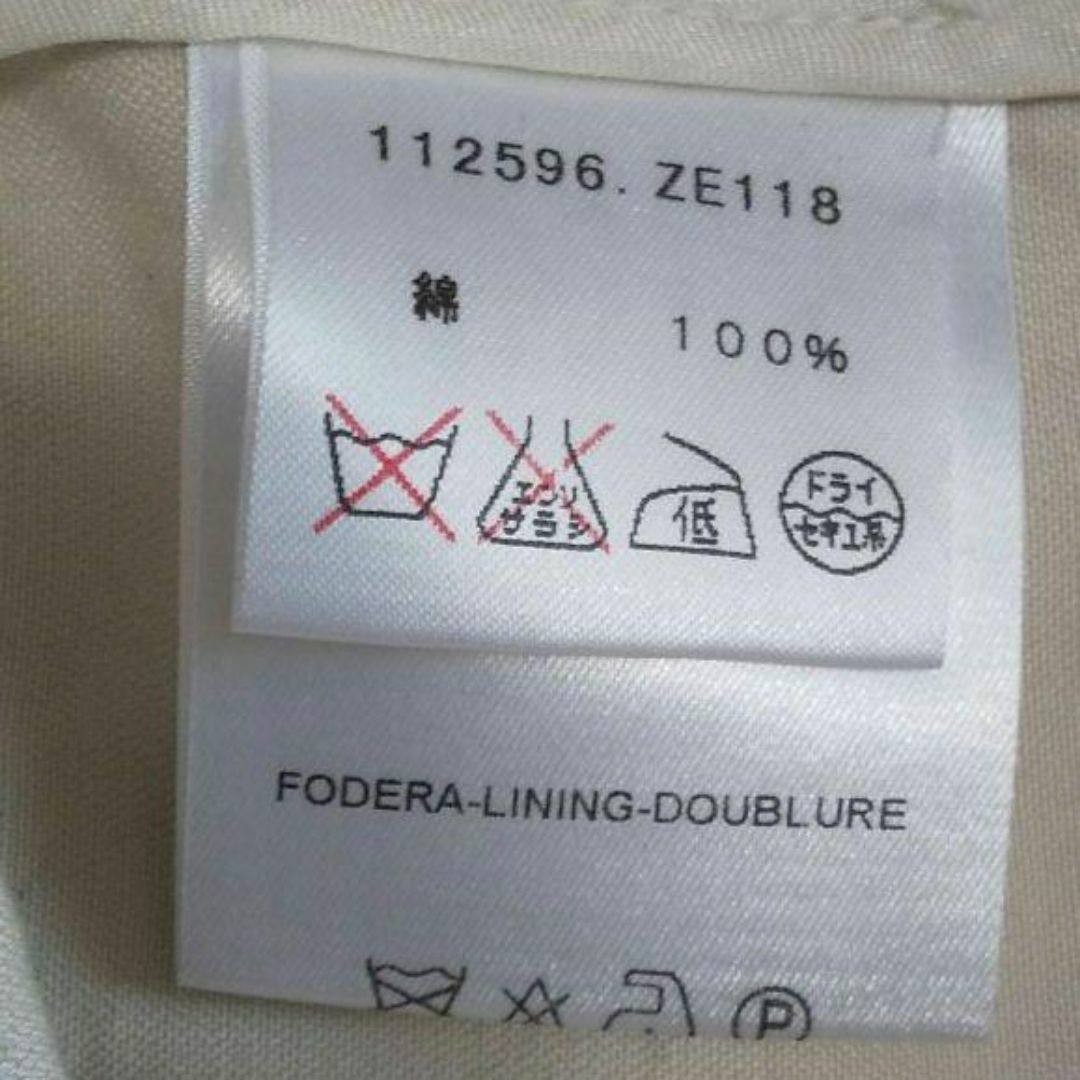 112596. ZE118
綿 100%
エンソ
サラシ
低
ドライ
セキユ系
FODERA-LINING-DOUBLURE
P